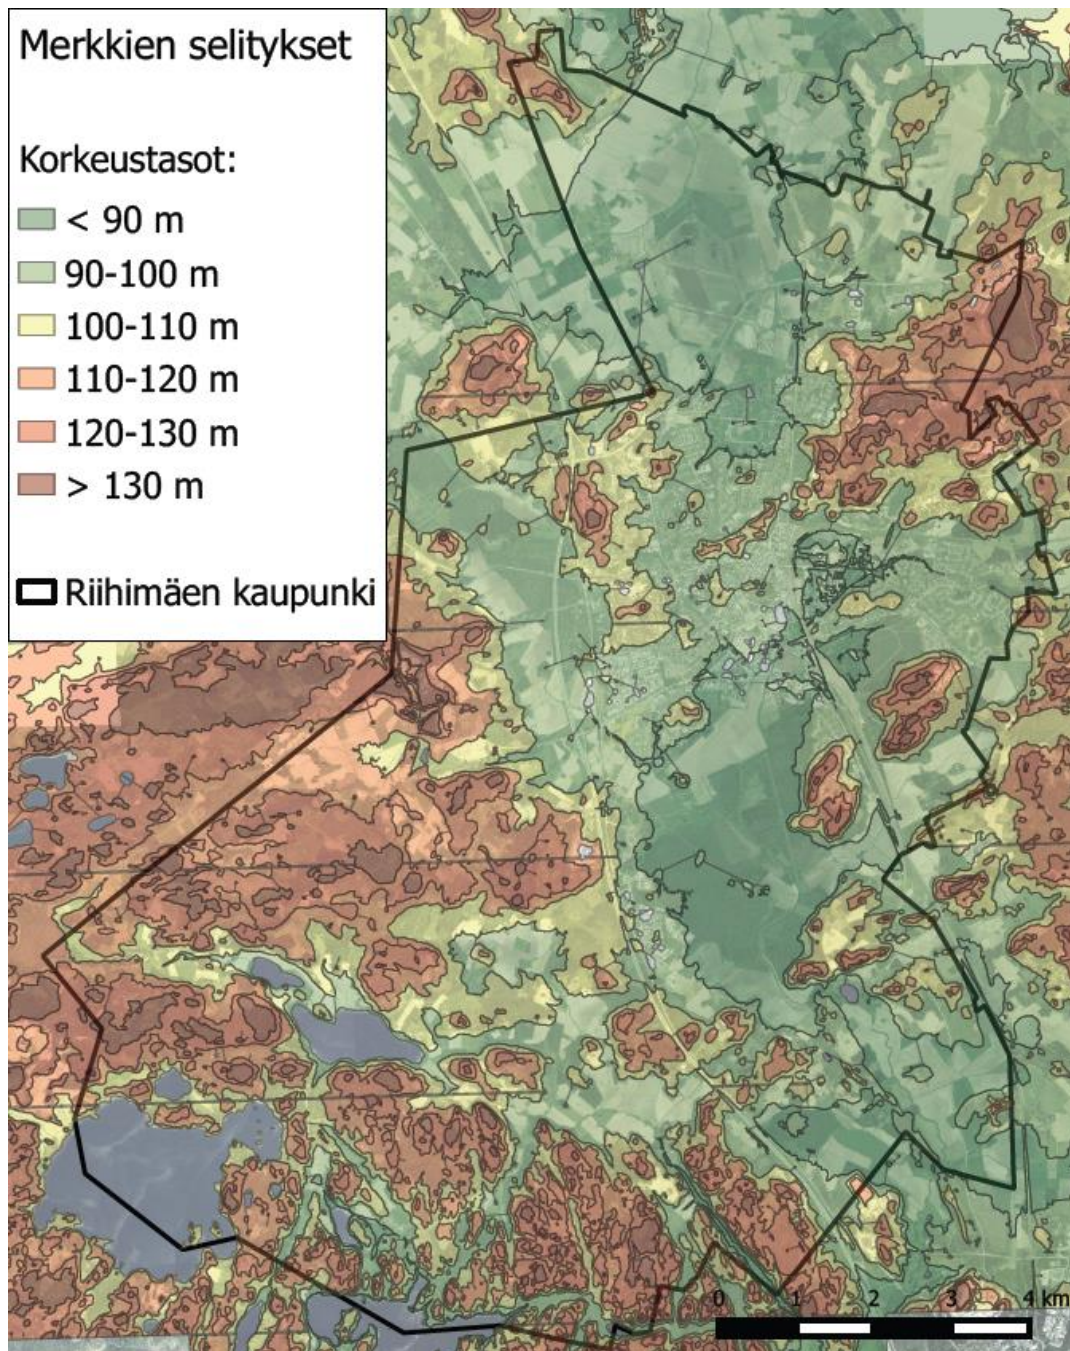 Merkkien selitykset
Korkeustasot:
< 90 m
90-100 m
100-110 m
110-120 m
120-130 m
> 130 m
Riihimäen kaupunki
0 1 2 3 4 km